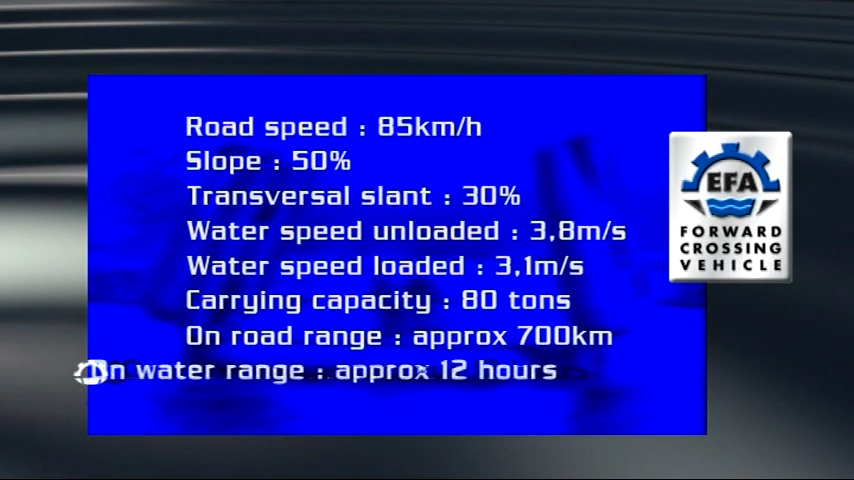 Road speed : 85km/h
Slope : 50%
Transversal slant : 30%
Water speed unloaded : 3,8m/s
Water speed loaded : 3,1m/s
Carrying capacity : 80 tons
On road range : approx 700km
On water range : approx 12 hours
EFA
FORWARD
CROSSING
VEHICLE